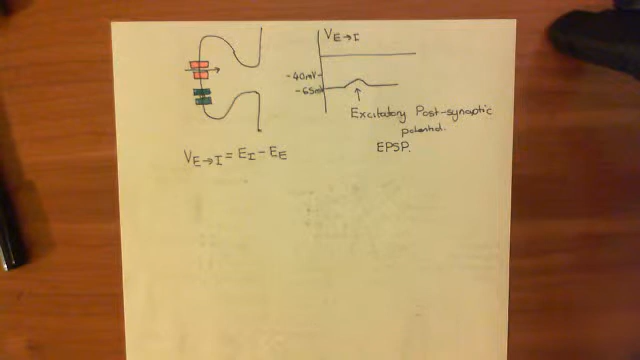 V E→I
-40mV
-65mV
Excitatory Post-synaptic
potential.
EPSP.
V E→I = E I - E E